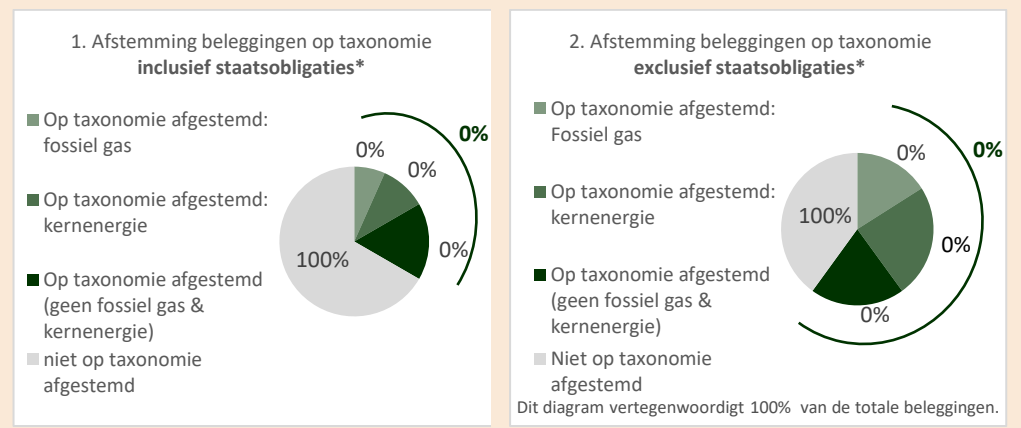 1. Afstemming beleggingen op taxonomie
inclusief staatsobligaties*
Op taxonomie afgestemd:
fossiel gas
Op taxonomie afgestemd:
kernenergie
Op taxonomie afgestemd
(geen fossiel gas &
kernenergie)
niet op taxonomie
afgestemd
0%
0%
0%
0%
100%
2. Afstemming beleggingen op taxonomie
exclusief staatsobligaties*
Op taxonomie afgestemd:
Fossiel gas
Op taxonomie afgestemd:
kernenergie
Op taxonomie afgestemd
(geen fossiel gas &
kernenergie)
Niet op taxonomie
afgestemd
0%
0%
100%
0%
0%
Dit diagram vertegenwoordigt 100% van de totale beleggingen.